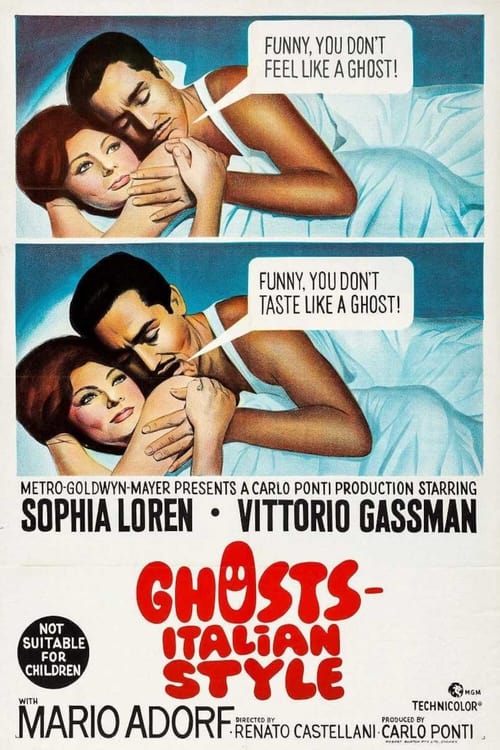 FUNNY, YOU DON'T
FEEL LIKE A GHOST!
FUNNY, YOU DON'T
TASTE LIKE A GHOST!
METRO-GOLDWYN-MAYER PRESENTS A CARLO PONTI PRODUCTION STARRING
SOPHIA LOREN • VITTORIO GASSMAN
GHOSTS-
ITALIAN
STYLE
NOT
SUITABLE
FOR
CHILDREN
MGM
TECHNICOLOR®
WITH
MARIO ADORF • DIRECTED BY RENATO CASTELLANI • PRODUCED BY CARLO PONTI